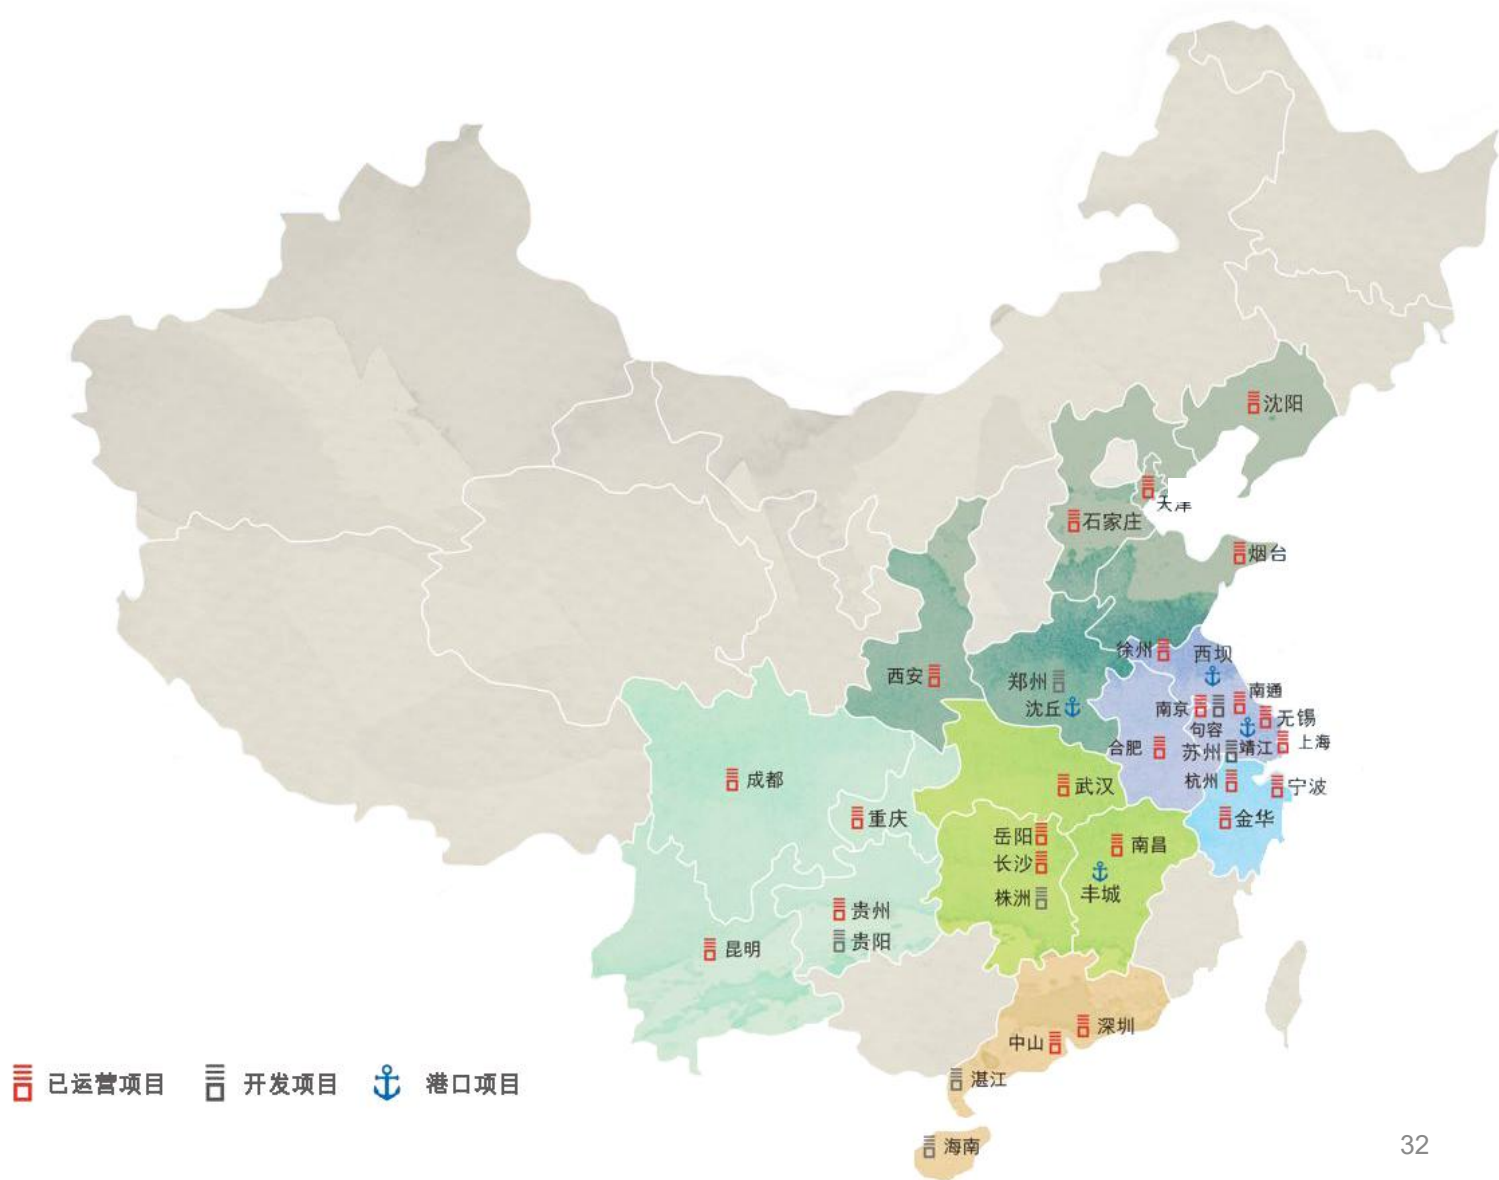 沈阳
天津
石家庄
烟台
徐州
西坝
西安
郑州
沈丘
南通
南京
无锡
句容
上海
合肥
苏州
靖江
杭州
宁波
成都
武汉
重庆
金华
岳阳
南昌
长沙
丰城
株洲
贵州
贵阳
昆明
深圳
中山
湛江
已运营项目
开发项目
港口项目
海南
32